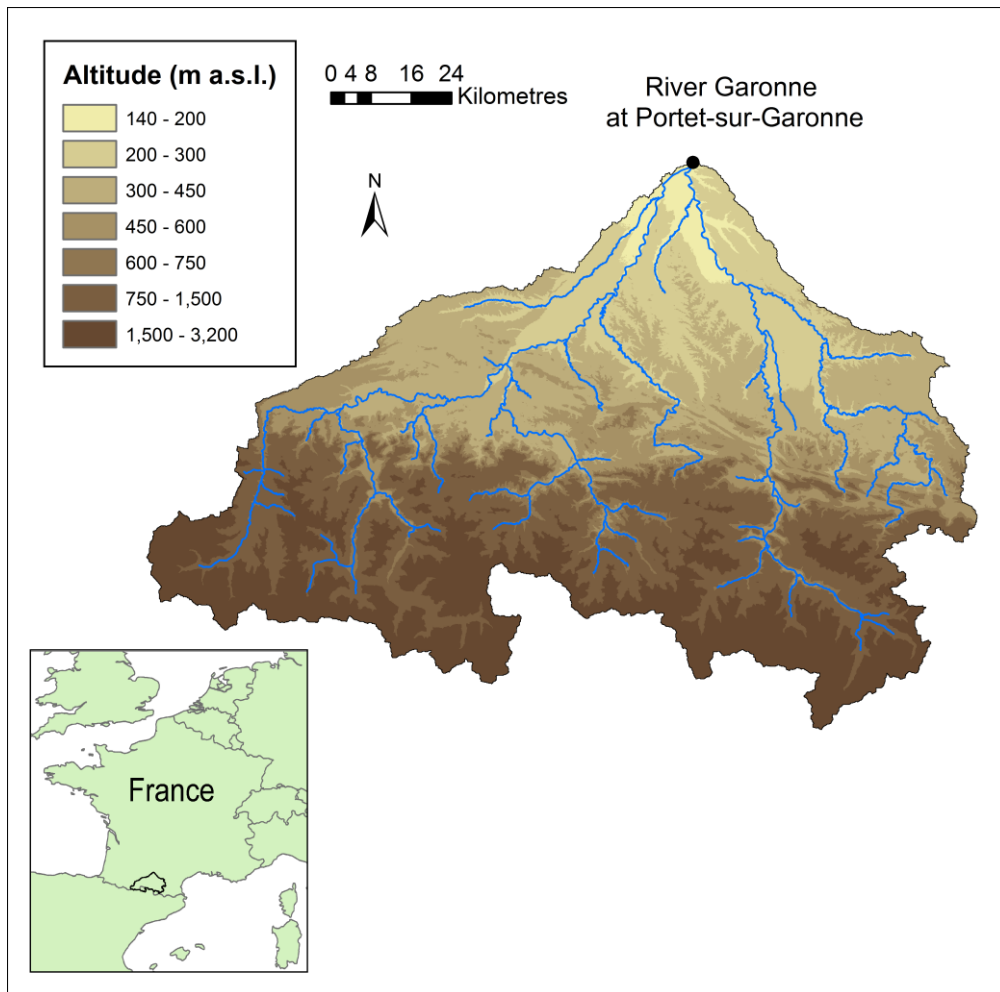 Altitude (m a.s.l.)
140 - 200
200 - 300
300 - 450
450 - 600
600 - 750
750 - 1,500
1,500 - 3,200
0 4 8 16 24
Kilometres
N
River Garonne
at Portet-sur-Garonne
France